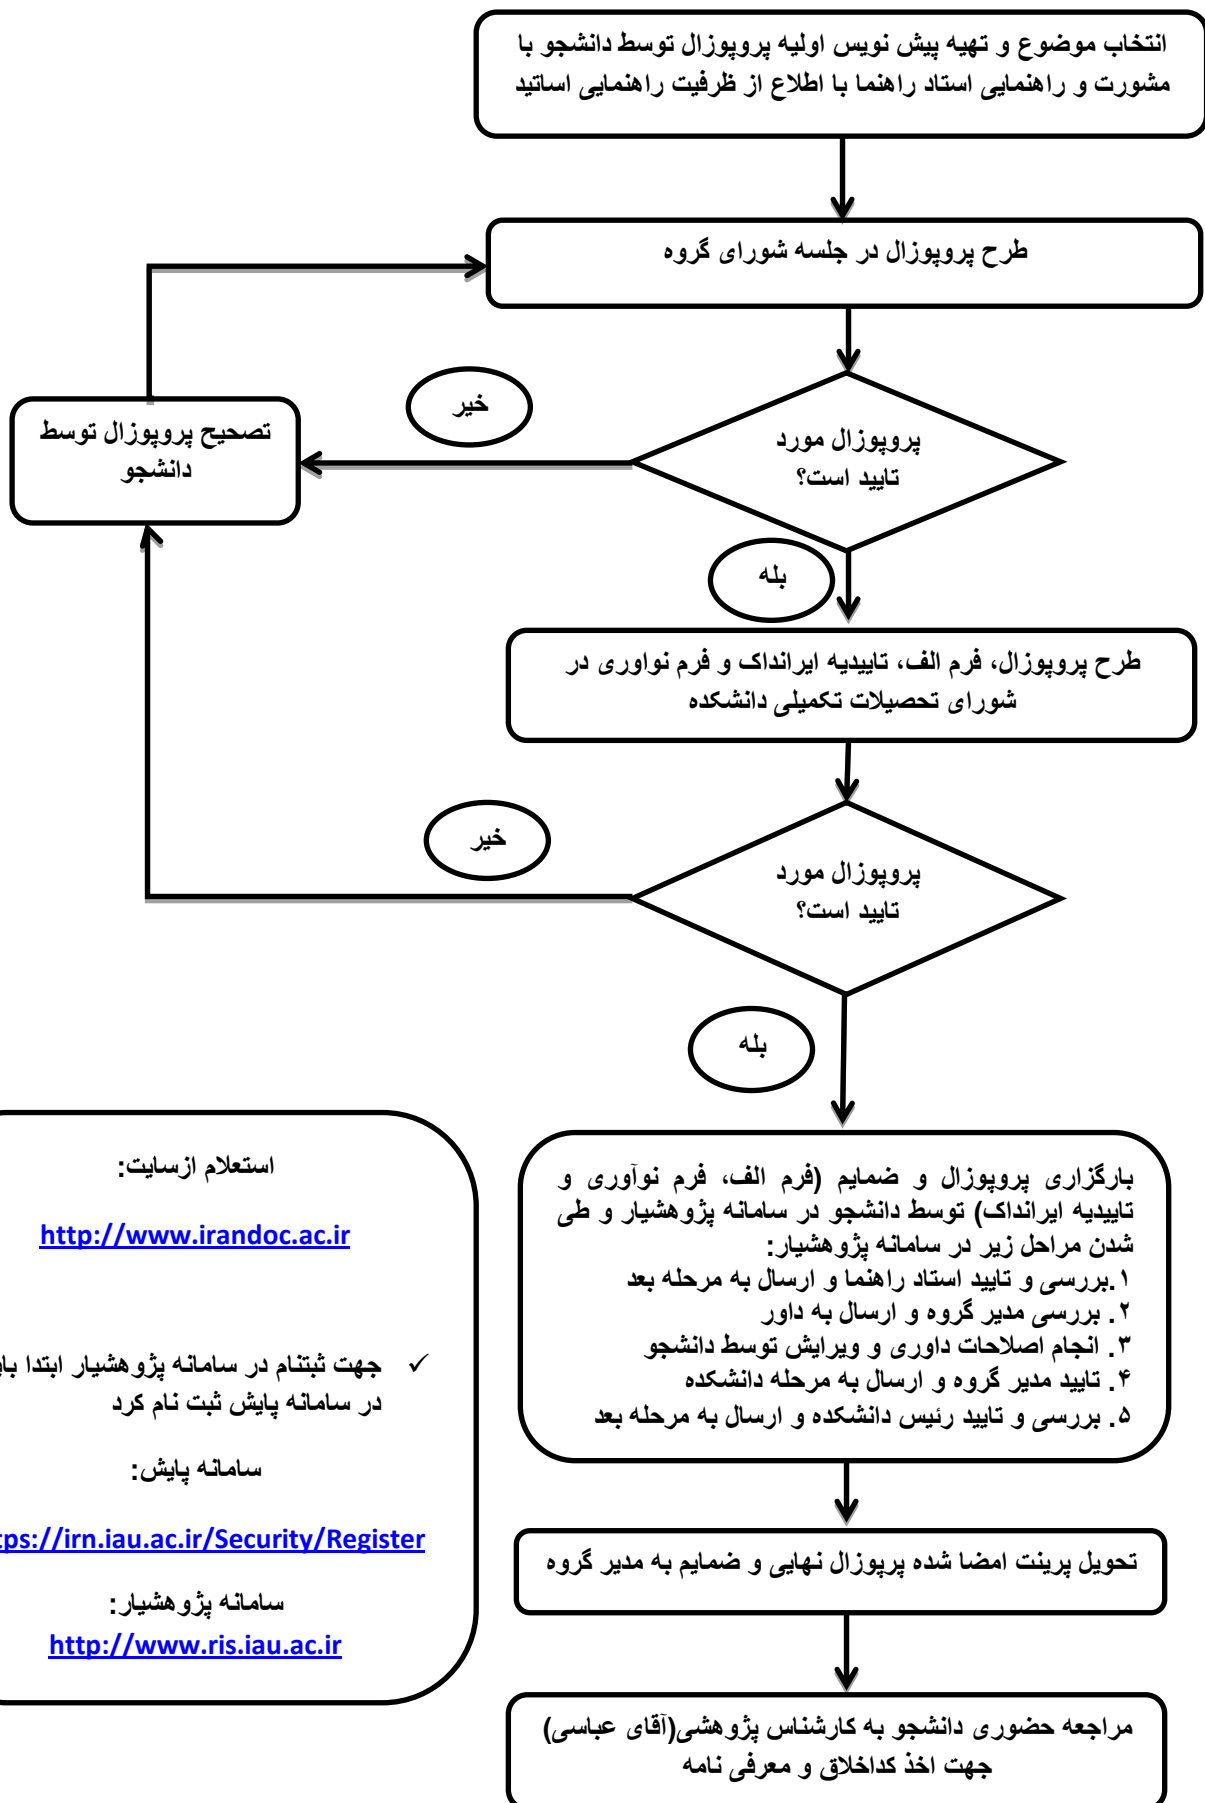 انتخاب موضوع و تهیه پیش نویس اولیه پروپوزال توسط دانشجو با
مشورت و راهنمایی استاد راهنما با اطلاع از ظرفیت راهنمایی اساتید
طرح پروپوزال در جلسه شورای گروه
خیر
تصحیح پروپوزال توسط
دانشجو
پروپوزال مورد
تایید است؟
بله
طرح پروپوزال، فرم الف، تاییدیه ایرانداک و فرم نواوری در
شورای تحصیلات تکمیلی دانشکده
خیر
پروپوزال مورد
تایید است؟
بله
بارگزاری پروپوزال و ضمایم (فرم الف، فرم نوآوری و
تاییدیه ایرانداک) توسط دانشجو در سامانه پژوهشیار و طی
شدن مراحل زیر در سامانه پژوهشیار:
۱.بررسی و تایید استاد راهنما و ارسال به مرحله بعد
۲. بررسی مدیر گروه و ارسال به داور
۳. انجام اصلاحات داوری و ویرایش توسط دانشجو
۴. تایید مدیر گروه و ارسال به مرحله دانشکده
۵. بررسی و تایید رئیس دانشکده و ارسال به مرحله بعد
استعلام ازسایت:
http://www.irandoc.ac.ir
✓ جهت ثبتنام در سامانه پژوهشیار ابتدا
در سامانه پایش ثبت نام کرد
سامانه پایش:
tps://irn.iau.ac.ir/Security/Register
سامانه پژوهشیار:
http://www.ris.iau.ac.ir
تحویل پرینت امضا شده پرپوزال نهایی و ضمایم به مدیر گروه
مراجعه حضوری دانشجو به کارشناس پژوهشی(آقای عباسی)
جهت اخذ کداخلاق و معرفی نامه